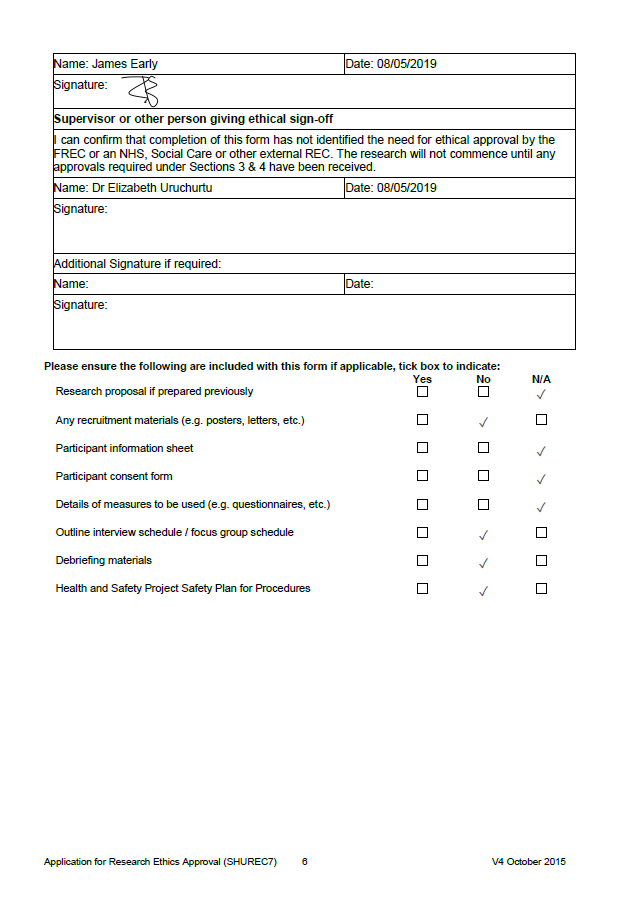 Name: James Early Date: 08/05/2019
Signature:
Supervisor or other person giving ethical sign-off
I can confirm that completion of this form has not identified the need for ethical approval by the
FREC or an NHS, Social Care or other external REC. The research will not commence until any
approvals required under Sections 3 & 4 have been received.
Name: Dr Elizabeth Uruchurtu Date: 08/05/2019
Signature:
Additional Signature if required:
Name: Date:
Signature:
Please ensure the following are included with this form if applicable, tick box to indicate:
Yes No N/A
Research proposal if prepared previously ☐ ☐ ✓
Any recruitment materials (e.g. posters, letters, etc.) ☐ ✓ ☐
Participant information sheet ☐ ☐ ✓
Participant consent form ☐ ☐ ✓
Details of measures to be used (e.g. questionnaires, etc.) ☐ ☐ ✓
Outline interview schedule / focus group schedule ☐ ✓ ☐
Debriefing materials ☐ ✓ ☐
Health and Safety Project Safety Plan for Procedures ☐ ✓ ☐
Application for Research Ethics Approval (SHUREC7) 6 V4 October 2015